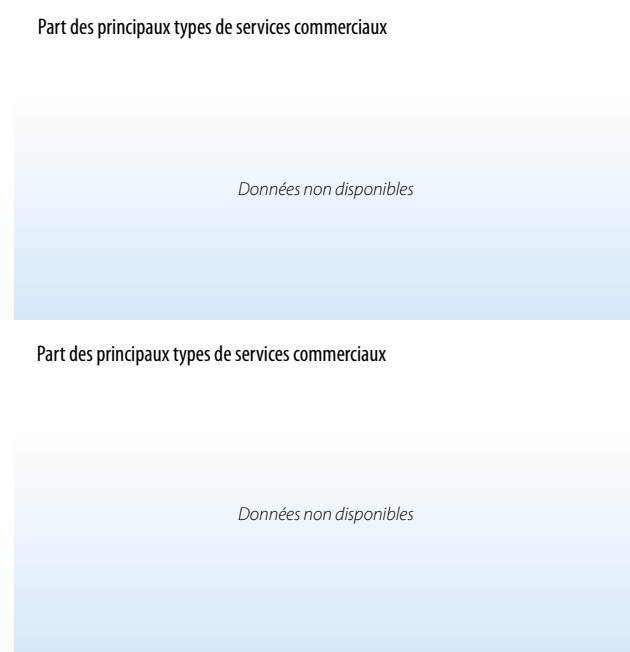 Part des principaux types de services commerciaux
Données non disponibles
Part des principaux types de services commerciaux
Données non disponibles